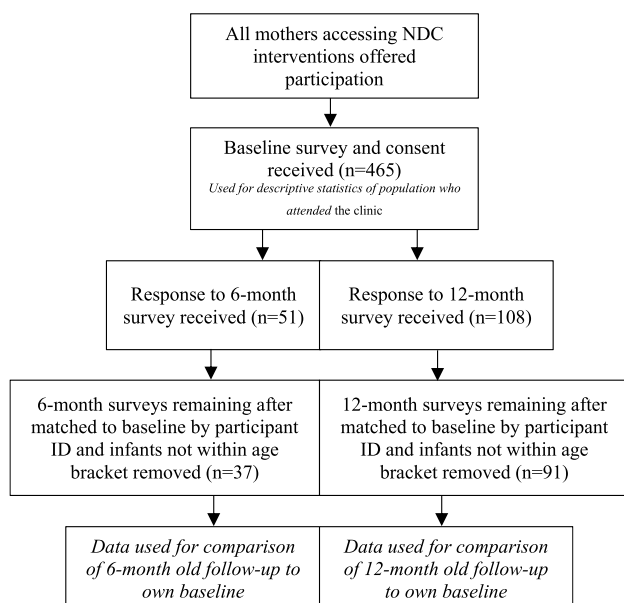 All mothers accessing NDC
interventions offered
participation
Baseline survey and consent
received (n=465)
Used for descriptive statistics of population who
attended the clinic
Response to 6-month
survey received (n=51)
Response to 12-month
survey received (n=108)
6-month surveys remaining after
matched to baseline by participant
ID and infants not within age
bracket removed (n=37)
12-month surveys remaining after
matched to baseline by participant
ID and infants not within age
bracket removed (n=91)
Data used for comparison
of 6-month old follow-up to
own baseline
Data used for comparison
of 12-month old follow-up
to own baseline